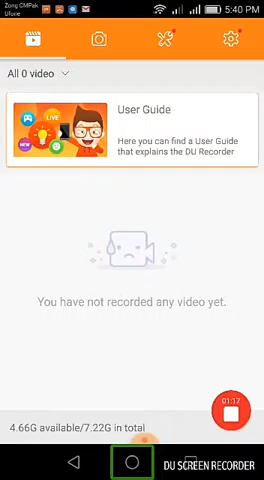 Zong CMPak
Ufone
5:40 PM
All 0 video
LIVE
NEW
User Guide
Here you can find a User Guide
that explains the DU Recorder
You have not recorded any video yet.
01:17
4.66G available/7.22G in total
DU SCREEN RECORDER